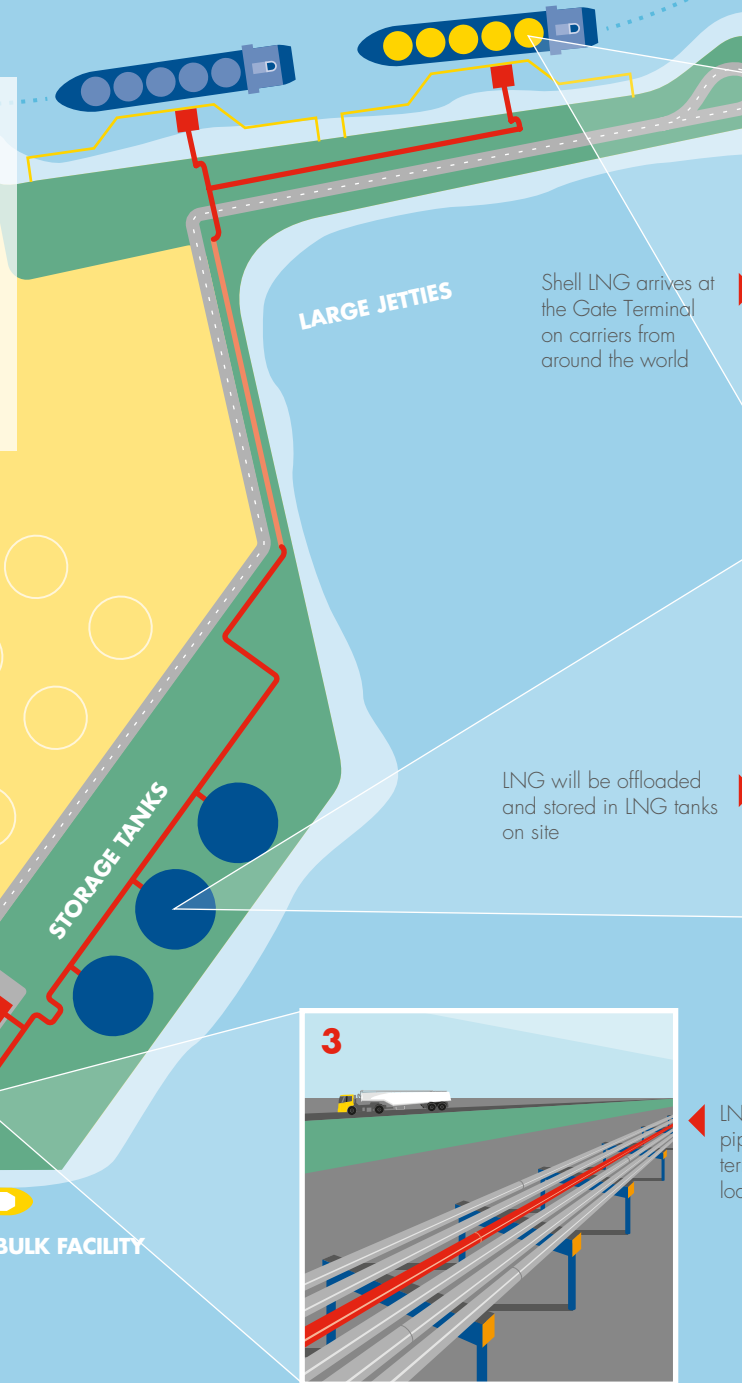 LARGE JETTIES
Shell LNG arrives at
the Gate Terminal
on carriers from
around the world
LNG will be offloaded
and stored in LNG tanks
on site
STORAGE TANKS
3
BULK FACILITY